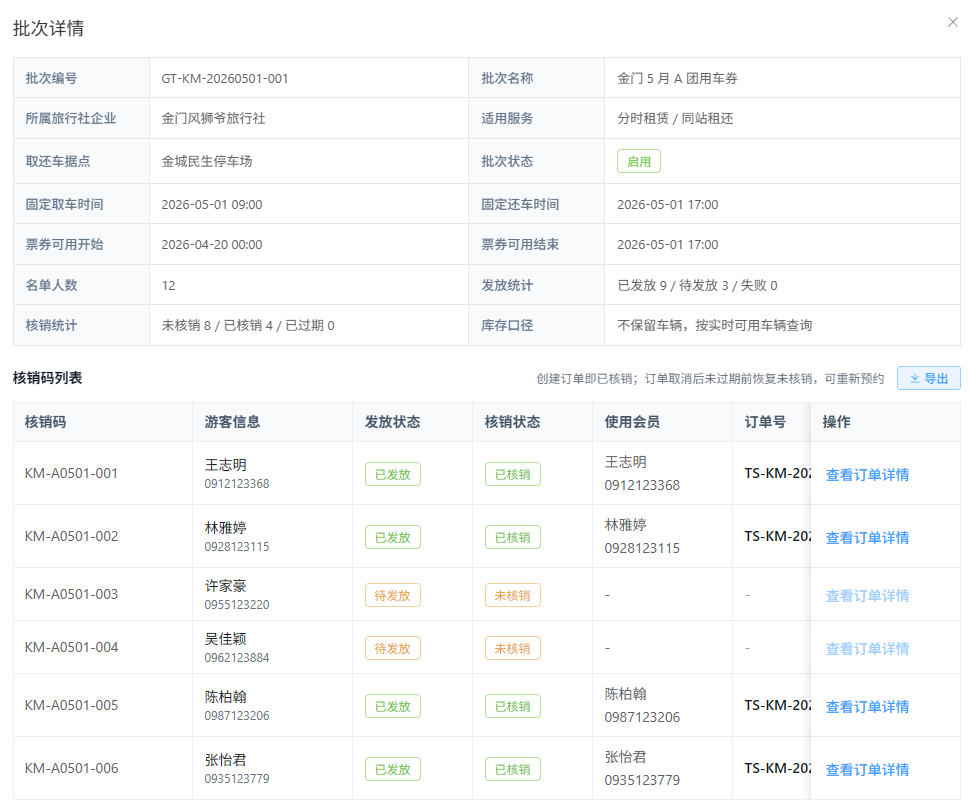 批次详情
批次编号 GT-KM-20260501-001 批次名称 金门 5 月 A 团用车券
所属旅行社企业 金门风狮爷旅行社 适用服务 分时租赁 / 同站租还
取还车据点 金城民生停车场 批次状态 启用
固定取车时间 2026-05-01 09:00 固定还车时间 2026-05-01 17:00
票券可用开始 2026-04-20 00:00 票券可用结束 2026-05-01 17:00
名单人数 12 发放统计 已发放 9 / 待发放 3 / 失败 0
核销统计 未核销 8 / 已核销 4 / 已过期 0 库存口径 不保留车辆，按实时可用车辆查询
核销码列表 创建订单即已核销；订单取消后未过期前恢复未核销，可重新预约 导出
核销码 游客信息 发放状态 核销状态 使用会员 订单号 操作
KM-A0501-001 王志明 0912123368 已发放 已核销 王志明 0912123368 TS-KM-202 查看订单详情
KM-A0501-002 林雅婷 0928123115 已发放 已核销 林雅婷 0928123115 TS-KM-202 查看订单详情
KM-A0501-003 许家豪 0955123220 待发放 未核销 - - 查看订单详情
KM-A0501-004 吴佳颖 0962123884 待发放 未核销 - - 查看订单详情
KM-A0501-005 陈柏翰 0987123206 已发放 已核销 陈柏翰 0987123206 TS-KM-202 查看订单详情
KM-A0501-006 张怡君 0935123779 已发放 已核销 张怡君 0935123779 TS-KM-202 查看订单详情